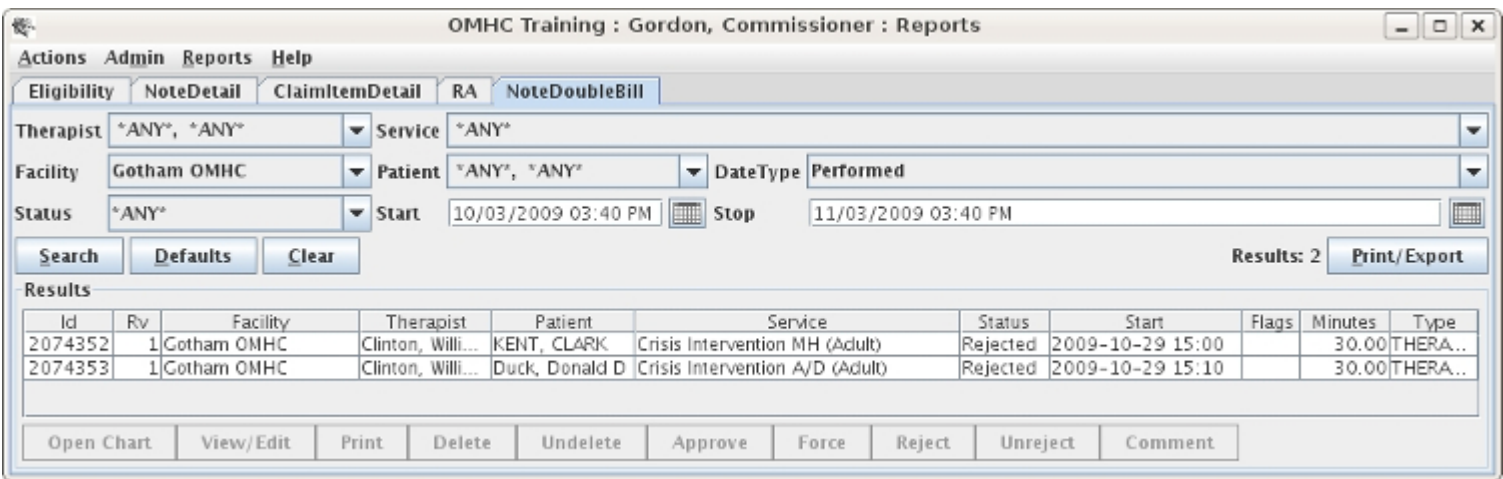 OMHC Training : Gordon, Commissioner : Reports
Actions Admin Reports Help
Eligibility NoteDetail ClaimItemDetail RA NoteDoubleBill
Therapist *ANY*, *ANY* Service *ANY*
Facility Gotham OMHC Patient *ANY*, *ANY* DateType Performed
Status *ANY* Start 10/03/2009 03:40 PM Stop 11/03/2009 03:40 PM
Search Defaults Clear Results: 2 Print/Export
Results
Id Rv Facility Therapist Patient Service Status Start Flags Minutes Type
2074352 1 Gotham OMHC Clinton, Willi... KENT, CLARK Crisis Intervention MH (Adult) Rejected 2009-10-29 15:00 30.00 THERA...
2074353 1 Gotham OMHC Clinton, Willi... Duck, Donald D Crisis Intervention A/D (Adult) Rejected 2009-10-29 15:10 30.00 THERA...
Open Chart View/Edit Print Delete Undelete Approve Force Reject Unreject Comment